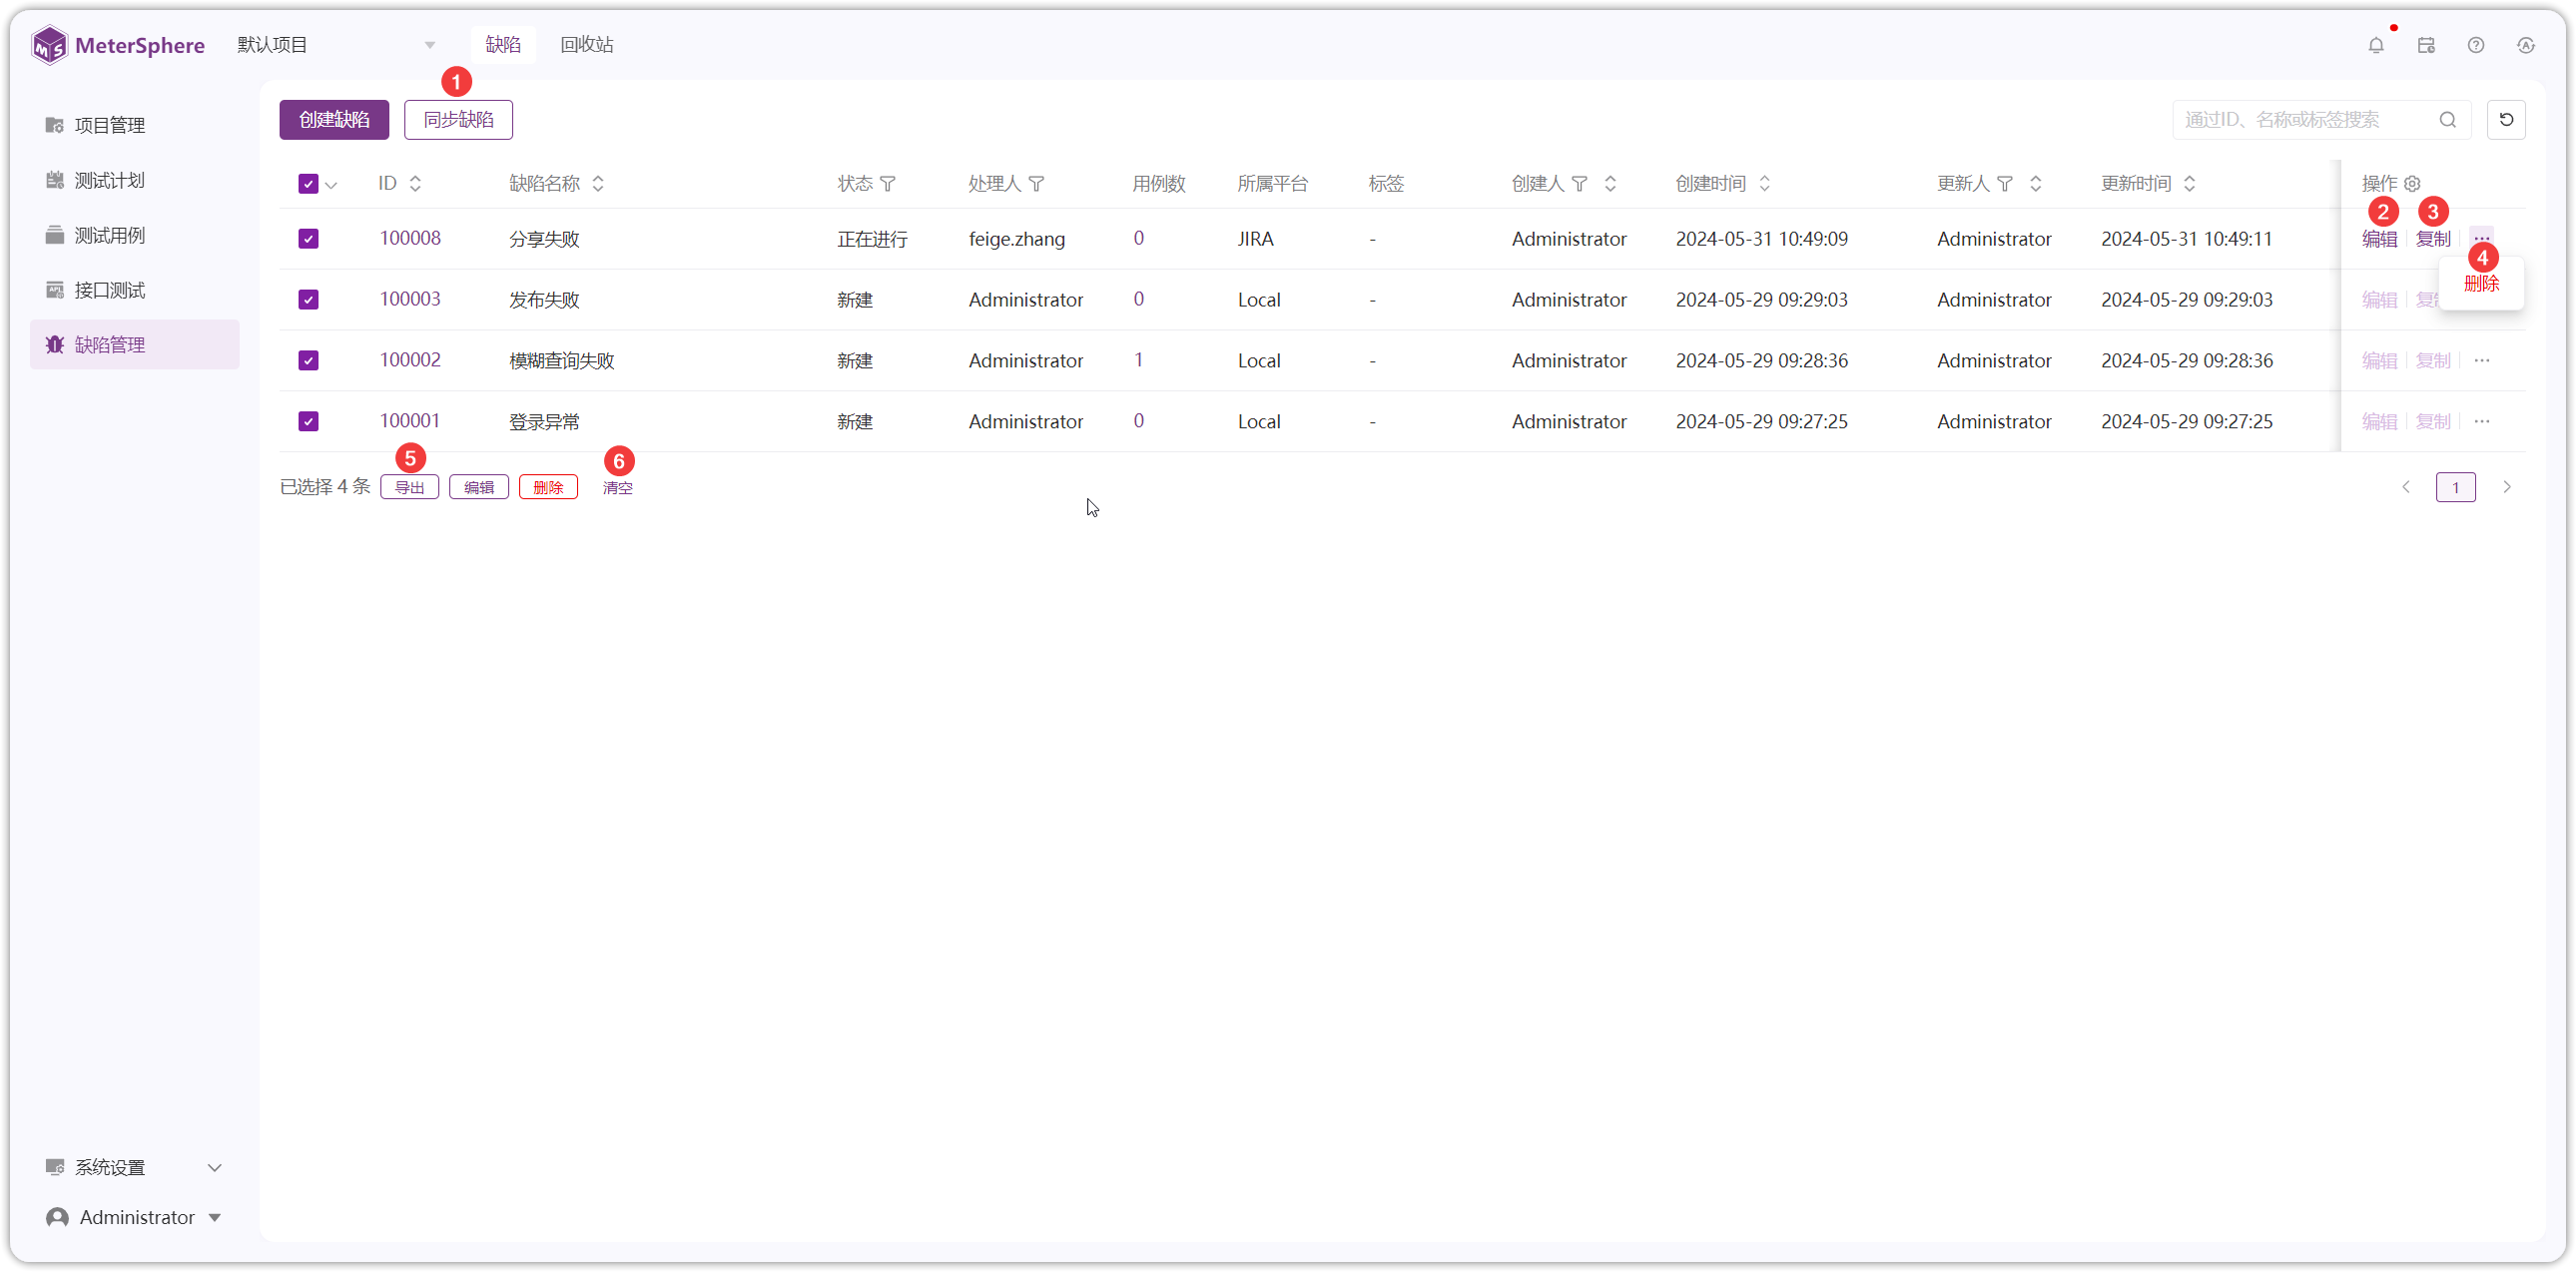 MeterSphere 默认项目 缺陷 回收站
1
创建缺陷 同步缺陷 通过ID、名称或标签搜索
项目管理
测试计划
测试用例
接口测试
缺陷管理
ID 缺陷名称 状态 处理人 用例数 所属平台 标签 创建人 创建时间 更新人 更新时间 操作
2 3
100008 分享失败 正在进行 feige.zhang 0 JIRA - Administrator 2024-05-31 10:49:09 Administrator 2024-05-31 10:49:11 编辑 复制 ...
4
删除
100003 发布失败 新建 Administrator 0 Local - Administrator 2024-05-29 09:29:03 Administrator 2024-05-29 09:29:03 编辑
100002 模糊查询失败 新建 Administrator 1 Local - Administrator 2024-05-29 09:28:36 Administrator 2024-05-29 09:28:36 编辑 复制 ...
100001 登录异常 新建 Administrator 0 Local - Administrator 2024-05-29 09:27:25 Administrator 2024-05-29 09:27:25 编辑 复制 ...
5 6
已选择 4 条 导出 编辑 删除 清空 1
系统设置
Administrator